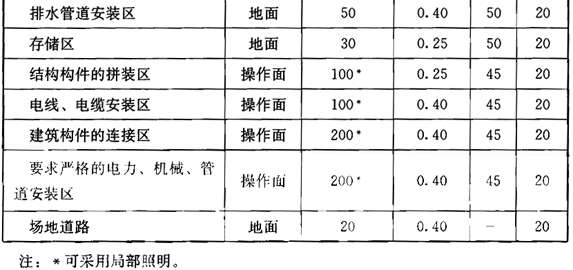 排水管道安装区 地面 50 0.40 50 20
存储区 地面 30 0.25 50 20
结构构件的拼装区 操作面 100* 0.25 45 20
电线、电缆安装区 操作面 100* 0.40 45 20
建筑构件的连接区 操作面 200* 0.40 45 20
要求严格的电力、机械、管
道安装区 操作面 200* 0.40 45 20
场地道路 地面 20 0.40 - 20
注：*可采用局部照明。